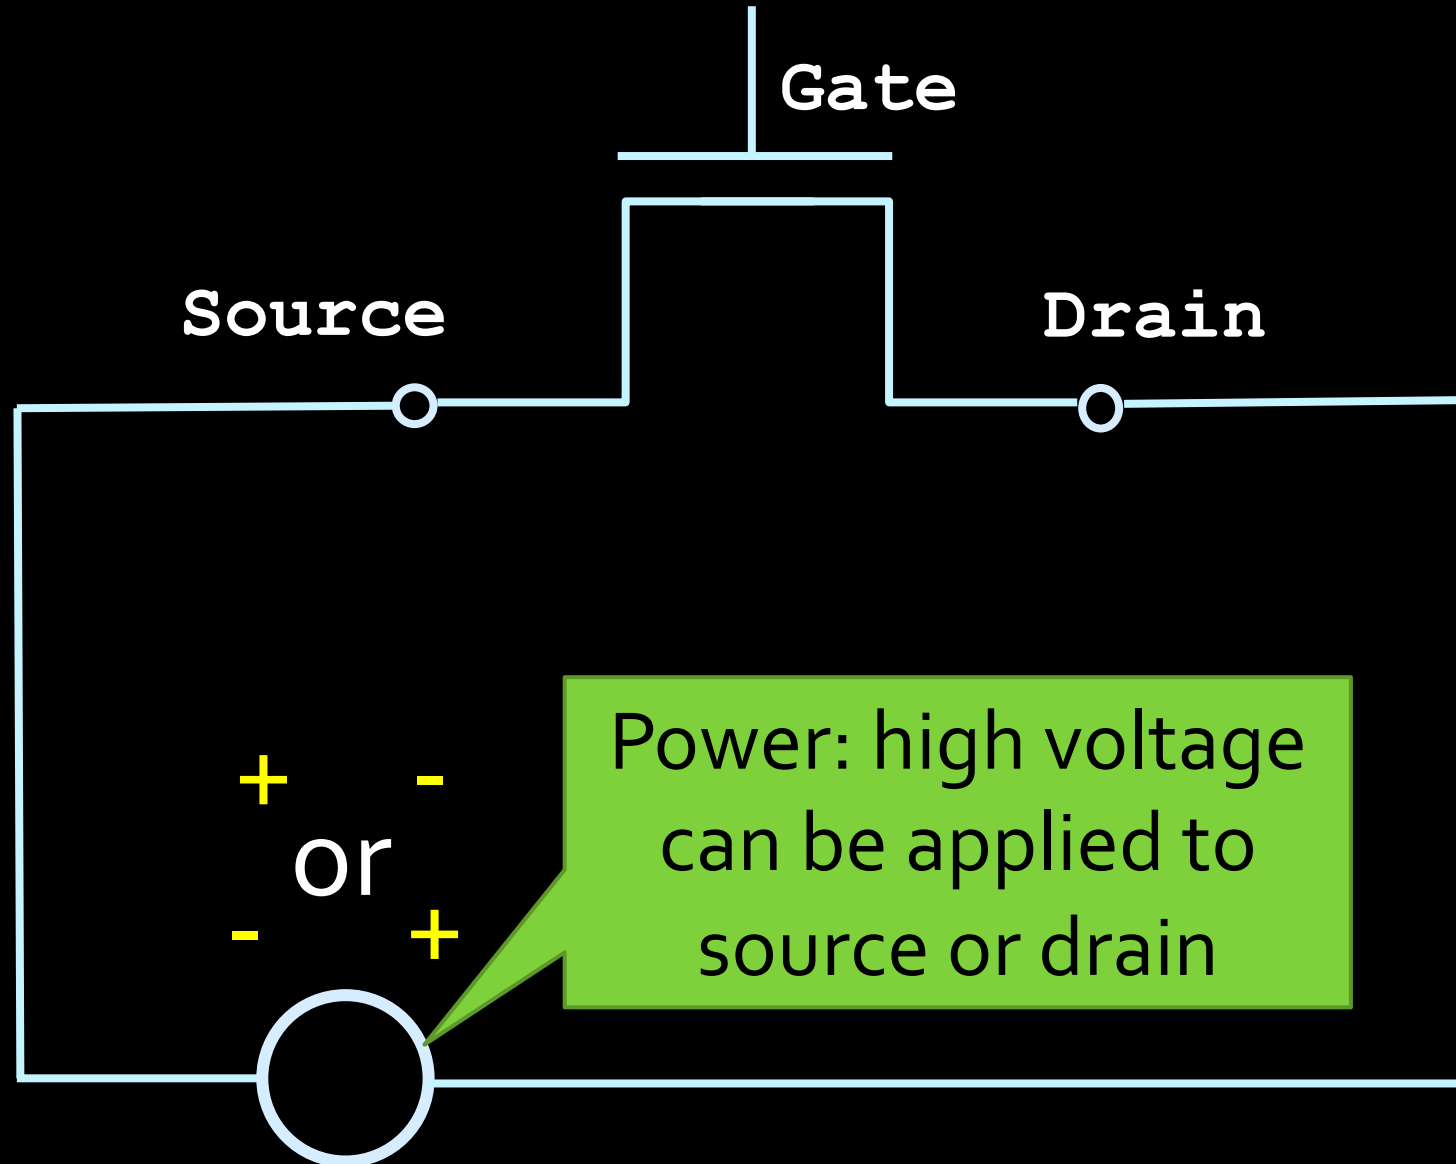 Gate
Source
Drain
+ -
or
- +
Power: high voltage
can be applied to
source or drain